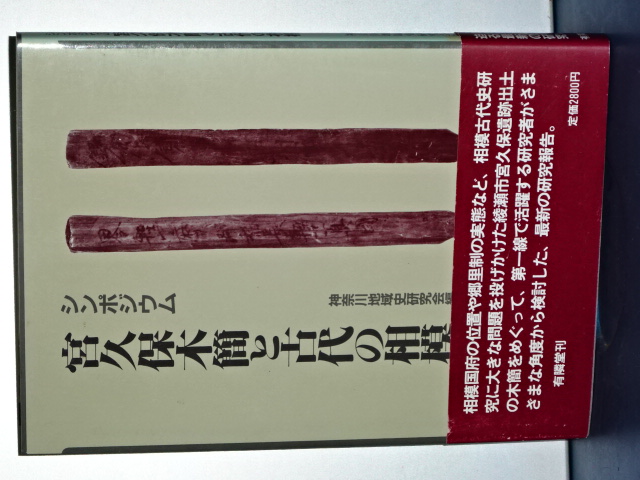 シンポジウム
宮久保木簡と古代の相模
神奈川地域史研究会編
相模国府の位置や郷里制の実態など、相模古代史研
究に大きな問題を投げかけた綾瀬市宮久保遺跡出土
の木簡をめぐって、第一線で活躍する研究者がさま
ざまな角度から検討した、最新の研究報告。
有隣堂刊
定価2800円